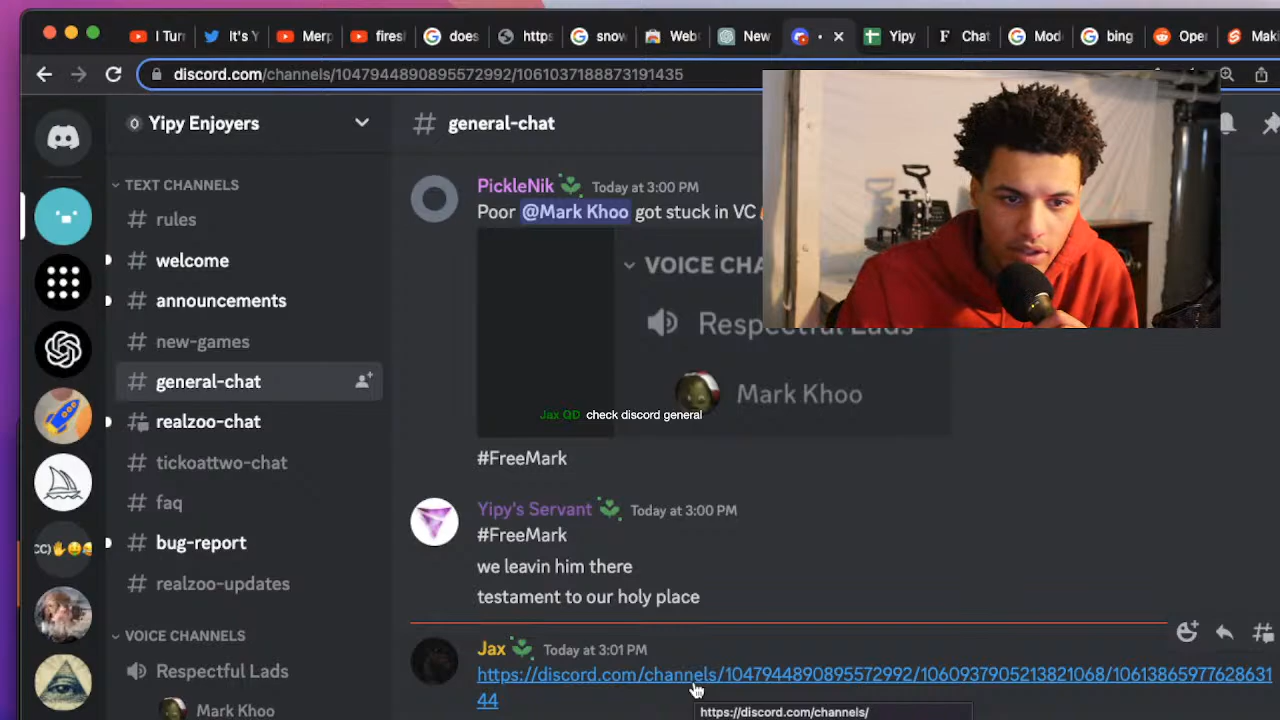 I Turr
It's Y
Merp
firesl
does
https
snow
Web
New
Yipy
Chat
Mod
bing
Oper
Maki
discord.com/channels/1047944890895572992/1061037188873191435
Yipy Enjoyers
general-chat
TEXT CHANNELS
rules
welcome
announcements
new-games
general-chat
realzoo-chat
tickoattwo-chat
faq
bug-report
realzoo-updates
VOICE CHANNELS
Respectful Lads
Mark Khoo
PickleNik Today at 3:00 PM
Poor @Mark Khoo got stuck in VC
VOICE CHA
Respectful Lads
Mark Khoo
Jax QD check discord general
#FreeMark
Yipy's Servant Today at 3:00 PM
#FreeMark
we leavin him there
testament to our holy place
Jax Today at 3:01 PM
https://discord.com/channels/1047944890895572992/1060937905213821068/10613865977628631
44
https://discord.com/channels/
CC)